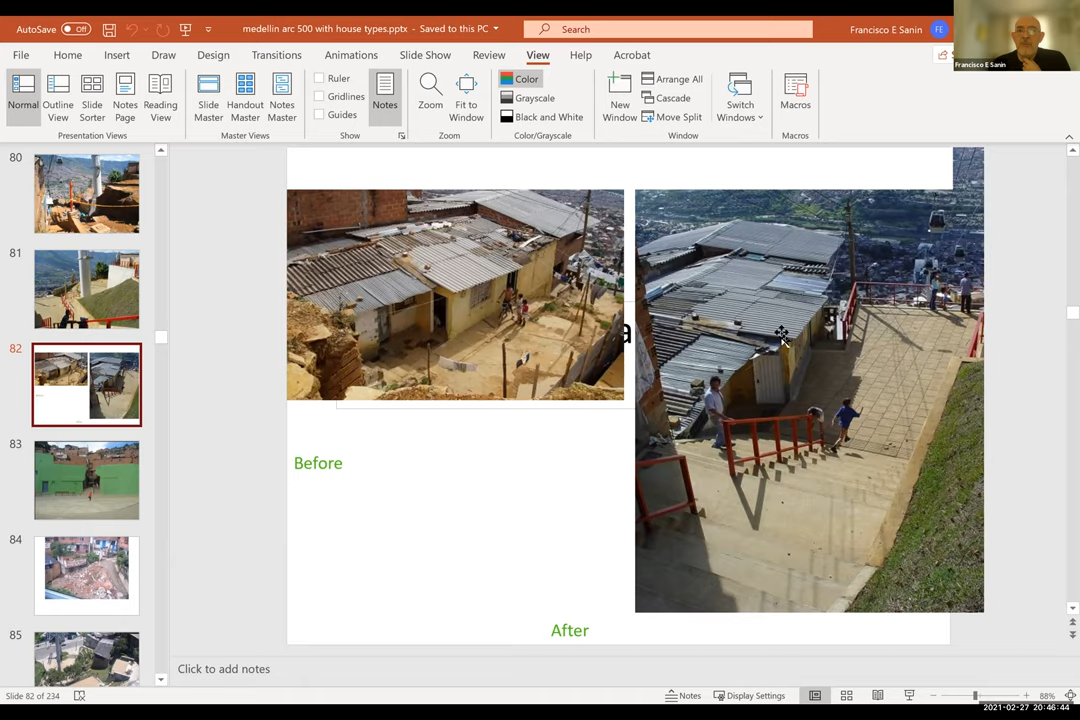 AutoSave Off medellin arc 500 with house types.pptx - Saved to this PC Search Francisco E Sanin FE
Francisco E Sanin
File Home Insert Draw Design Transitions Animations Slide Show Review View Help Acrobat
Normal Outline View Slide Sorter Notes Page Reading View
Presentation Views
Slide Master Handout Master Notes Master
Master Views
Ruler
Gridlines
Guides
Show
Notes
Zoom Fit to Window
Zoom
Color
Grayscale
Black and White
Color/Grayscale
New Window
Arrange All
Cascade
Move Split
Switch Windows
Window
Macros
Macros
80
81
82
83
84
85
a
Before
After
Click to add notes
Slide 82 of 234 Notes Display Settings 88%
2021-02-27 20:46:44